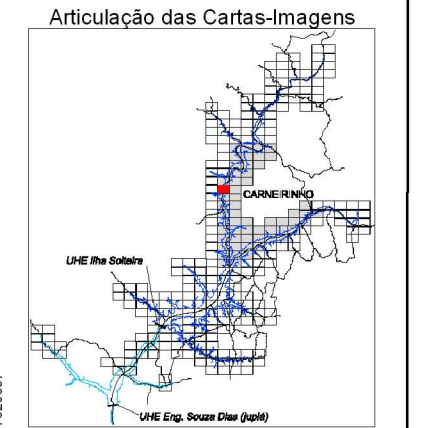 Articulação das Cartas-Imagens
CARNEIRINHO
UHE Ilha Solteira
UHE Eng. Souza Dias (jupiá)